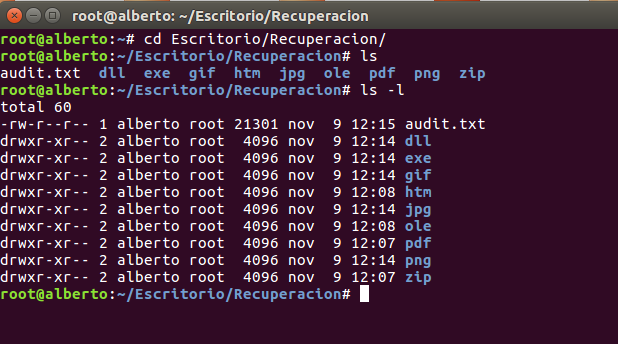 root@alberto: ~/Escritorio/Recuperacion
root@alberto:~# cd Escritorio/Recuperacion/
root@alberto:~/Escritorio/Recuperacion# ls
audit.txt  dll  exe  gif  htm  jpg  ole  pdf  png  zip
root@alberto:~/Escritorio/Recuperacion# ls -l
total 60
-rw-r--r-- 1 alberto root 21301 nov  9 12:15 audit.txt
drwxr-xr-- 2 alberto root  4096 nov  9 12:14 dll
drwxr-xr-- 2 alberto root  4096 nov  9 12:14 exe
drwxr-xr-- 2 alberto root  4096 nov  9 12:14 gif
drwxr-xr-- 2 alberto root  4096 nov  9 12:08 htm
drwxr-xr-- 2 alberto root  4096 nov  9 12:14 jpg
drwxr-xr-- 2 alberto root  4096 nov  9 12:08 ole
drwxr-xr-- 2 alberto root  4096 nov  9 12:07 pdf
drwxr-xr-- 2 alberto root  4096 nov  9 12:14 png
drwxr-xr-- 2 alberto root  4096 nov  9 12:07 zip
root@alberto:~/Escritorio/Recuperacion#